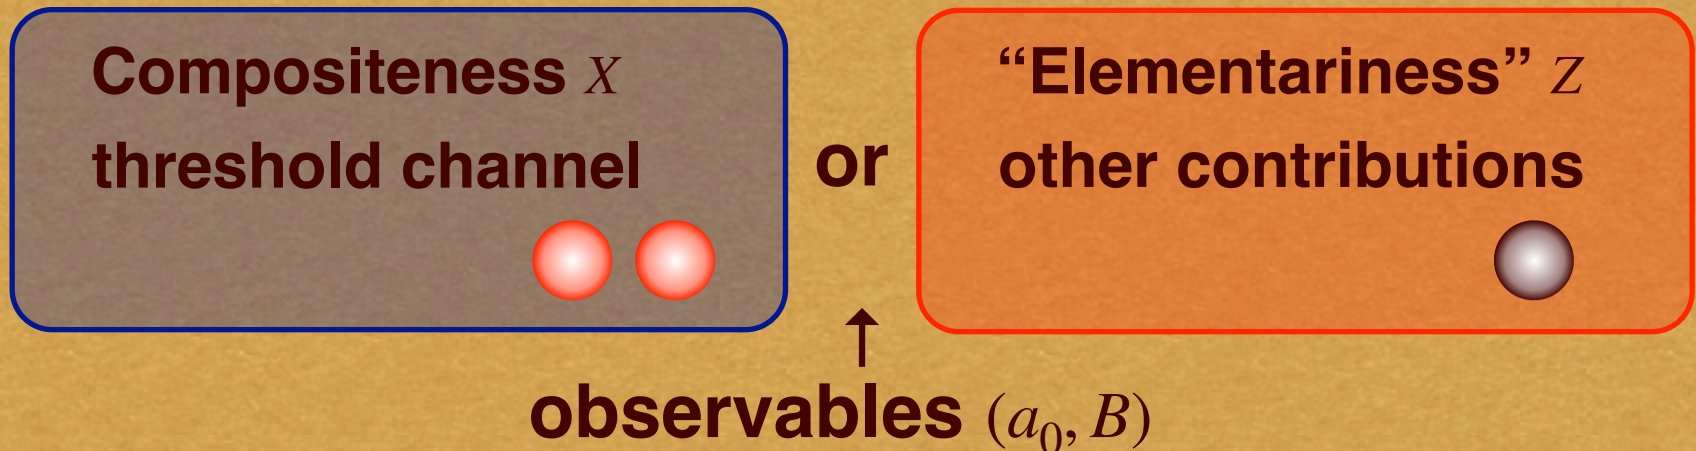 Compositeness X
threshold channel
or
“Elementariness” Z
other contributions
↑
observables (a₀, B)